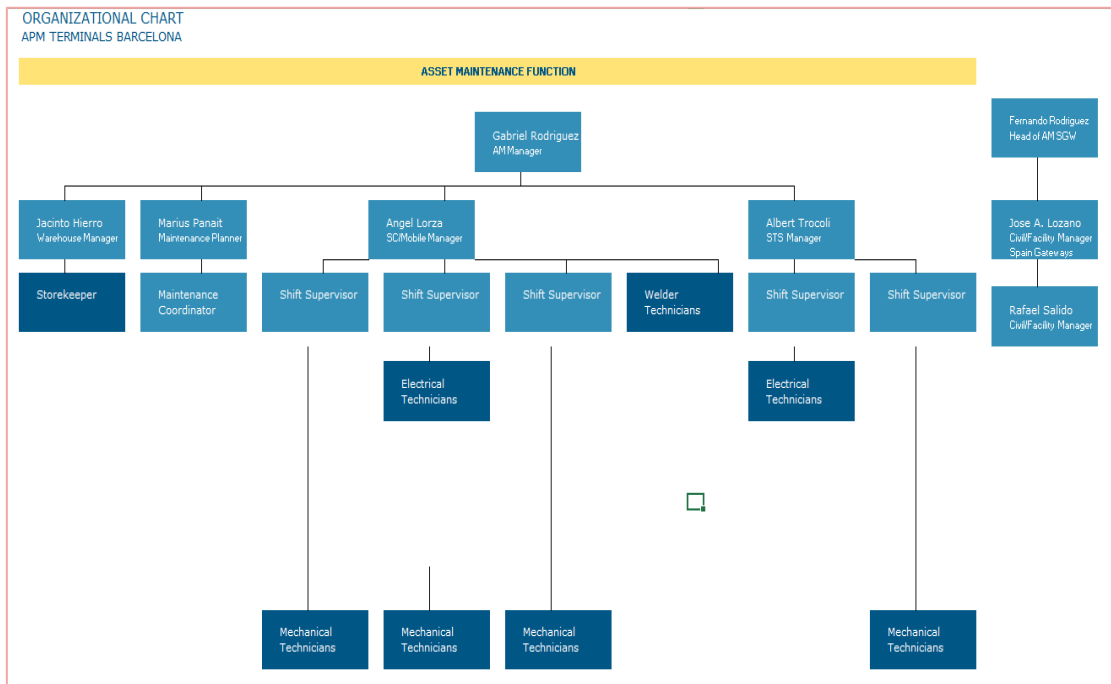 ORGANIZATIONAL CHART
APM TERMINALS BARCELONA
ASSET MAINTENANCE FUNCTION
Gabriel Rodriguez
AM Manager
Fernando Rodriguez
Head of AM SGW
Jacinto Hierro
Warehouse Manager
Marius Panait
Maintenance Planner
Angel Lorza
SC/Mobile Manager
Albert Trocoli
STS Manager
Jose A. Lozano
Civil/Facility Manager
Spain Gateways
Storekeeper
Maintenance
Coordinator
Shift Supervisor
Shift Supervisor
Shift Supervisor
Welder
Technicians
Shift Supervisor
Shift Supervisor
Rafael Salido
Civil/Facility Manager
Electrical
Technicians
Electrical
Technicians
Mechanical
Technicians
Mechanical
Technicians
Mechanical
Technicians
Mechanical
Technicians